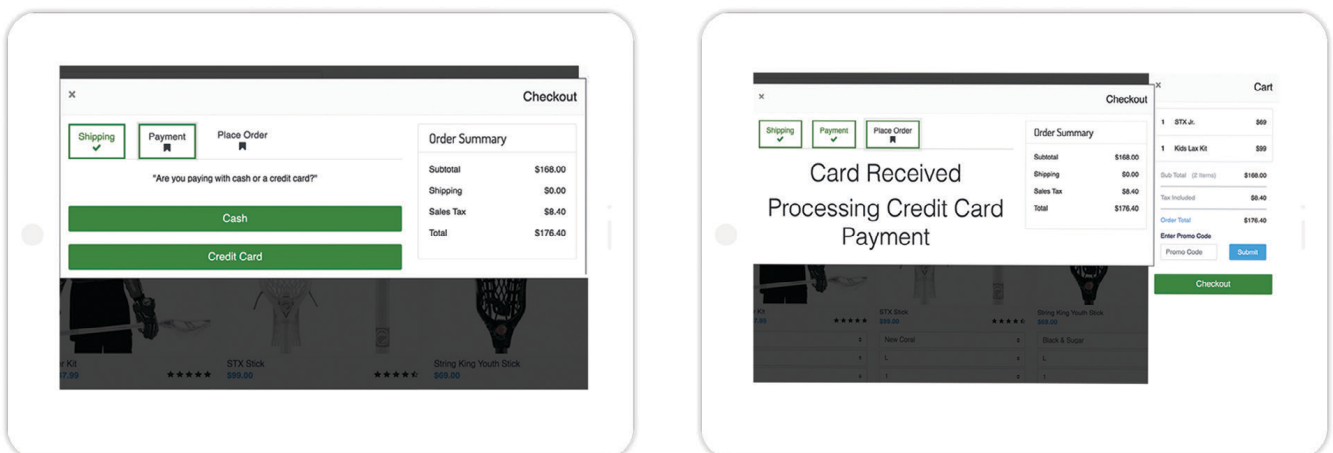 ×
Checkout
Shipping
Payment
Place Order
"Are you paying with cash or a credit card?"
Cash
Credit Card
Order Summary
Subtotal $168.00
Shipping $0.00
Sales Tax $8.40
Total $176.40
er Kit
STX Stick
$99.00
String King Youth Stick
$69.00
×
Checkout
Shipping
Payment
Place Order
Card Received
Processing Credit Card
Payment
Order Summary
Subtotal $168.00
Shipping $0.00
Sales Tax $8.40
Total $176.40
×
Cart
1 STX Jr. $69
1 Kids Lax Kit $99
Sub Total (2 Items) $168.00
Tax Included $8.40
Order Total $176.40
Enter Promo Code
Promo Code
Submit
Checkout
Kit
STX Stick
$99.00
String King Youth Stick
$69.00
New Coral
Black & Sugar
L
L
1
1